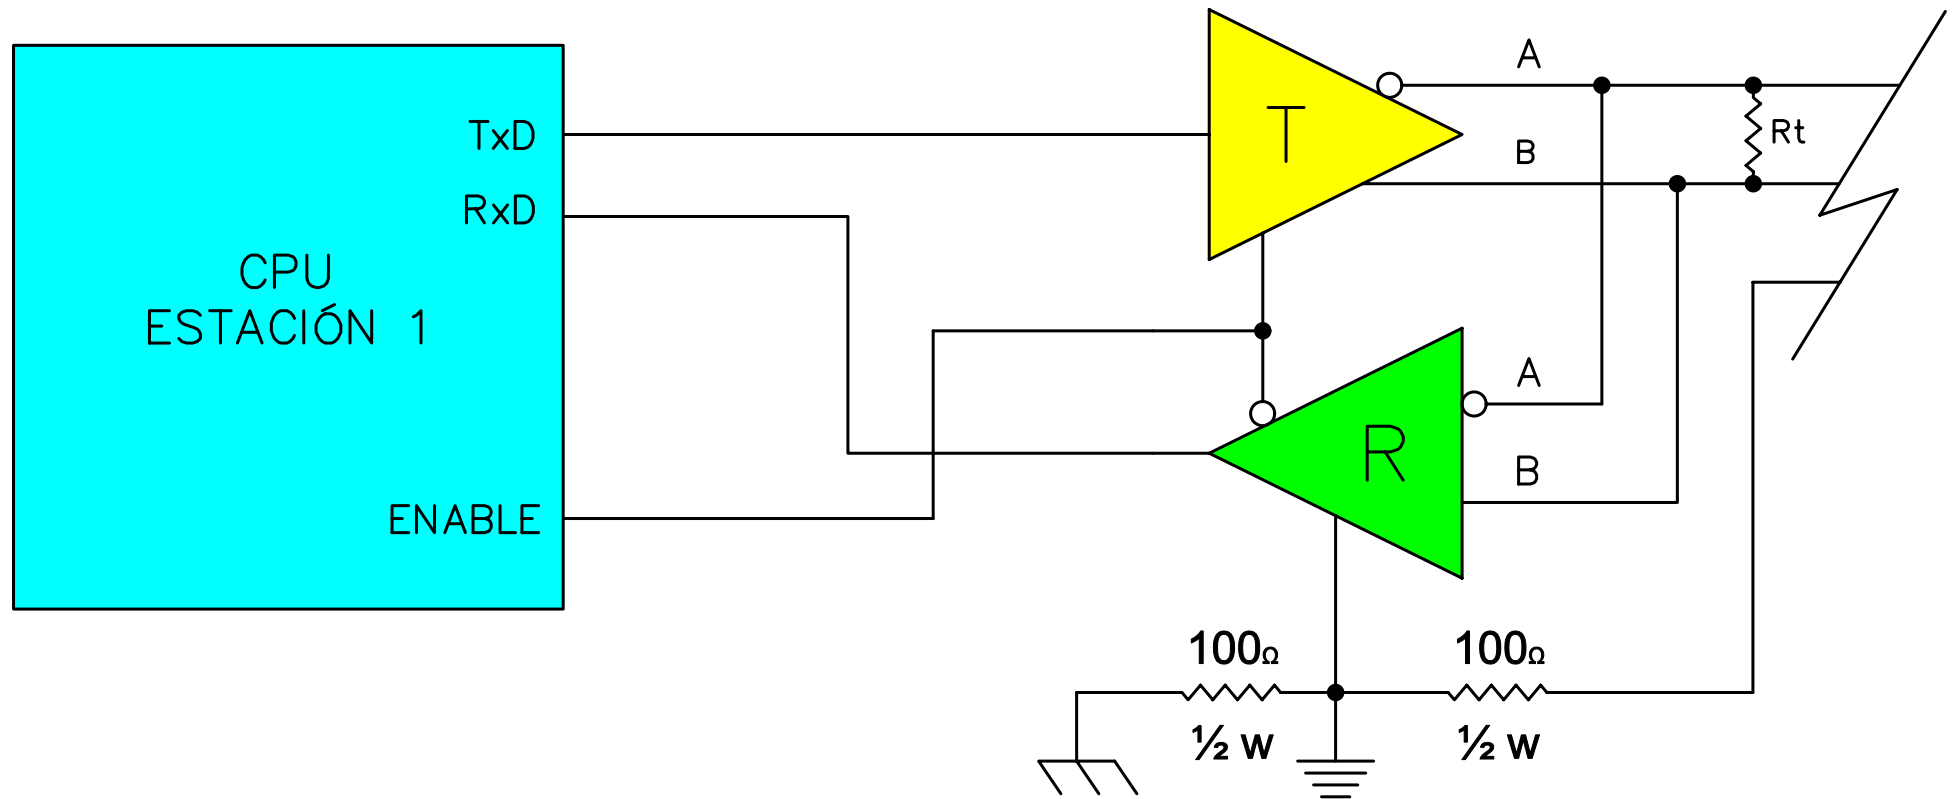 TxD
RxD
CPU
ESTACIÓN 1
ENABLE
T
A
B
Rt
R
A
B
100Ω
½ W
100Ω
½ W